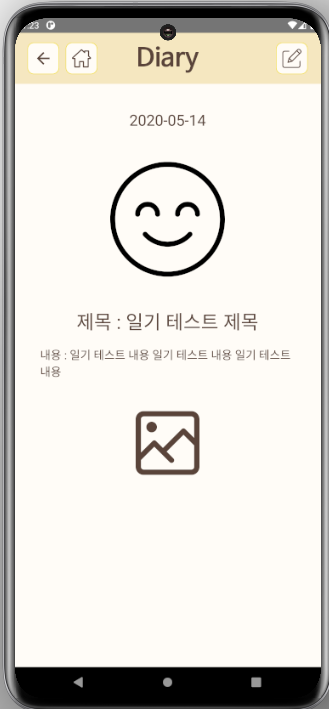 :23
Diary
2020-05-14
제목 : 일기 테스트 제목
내용 : 일기 테스트 내용 일기 테스트 내용 일기 테스트
내용